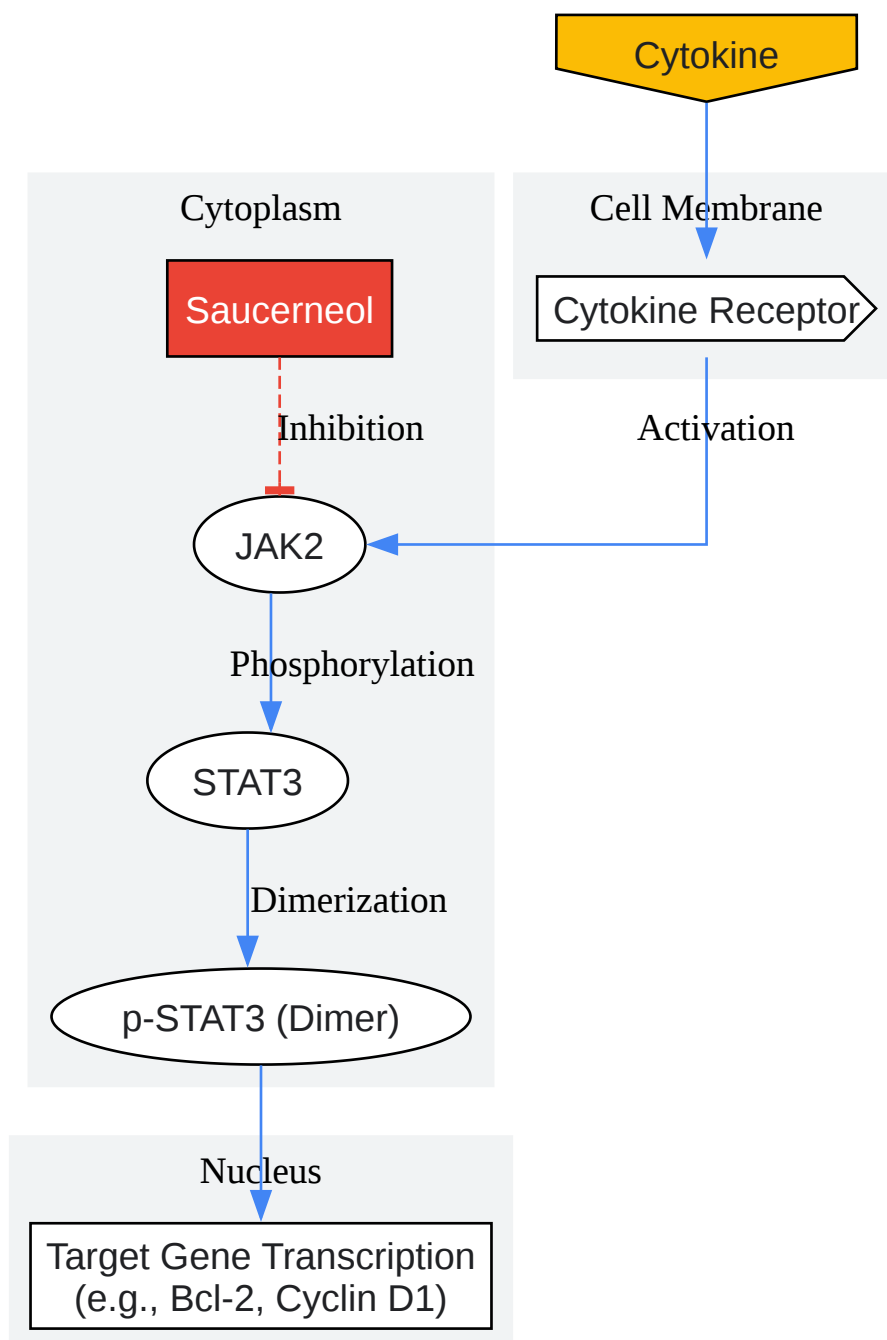 Cytokine
Cytoplasm
Cell Membrane
Saucerneol
Cytokine Receptor
Inhibition
Activation
JAK2
Phosphorylation
STAT3
Dimerization
p-STAT3 (Dimer)
Nucleus
Target Gene Transcription
(e.g., Bcl-2, Cyclin D1)